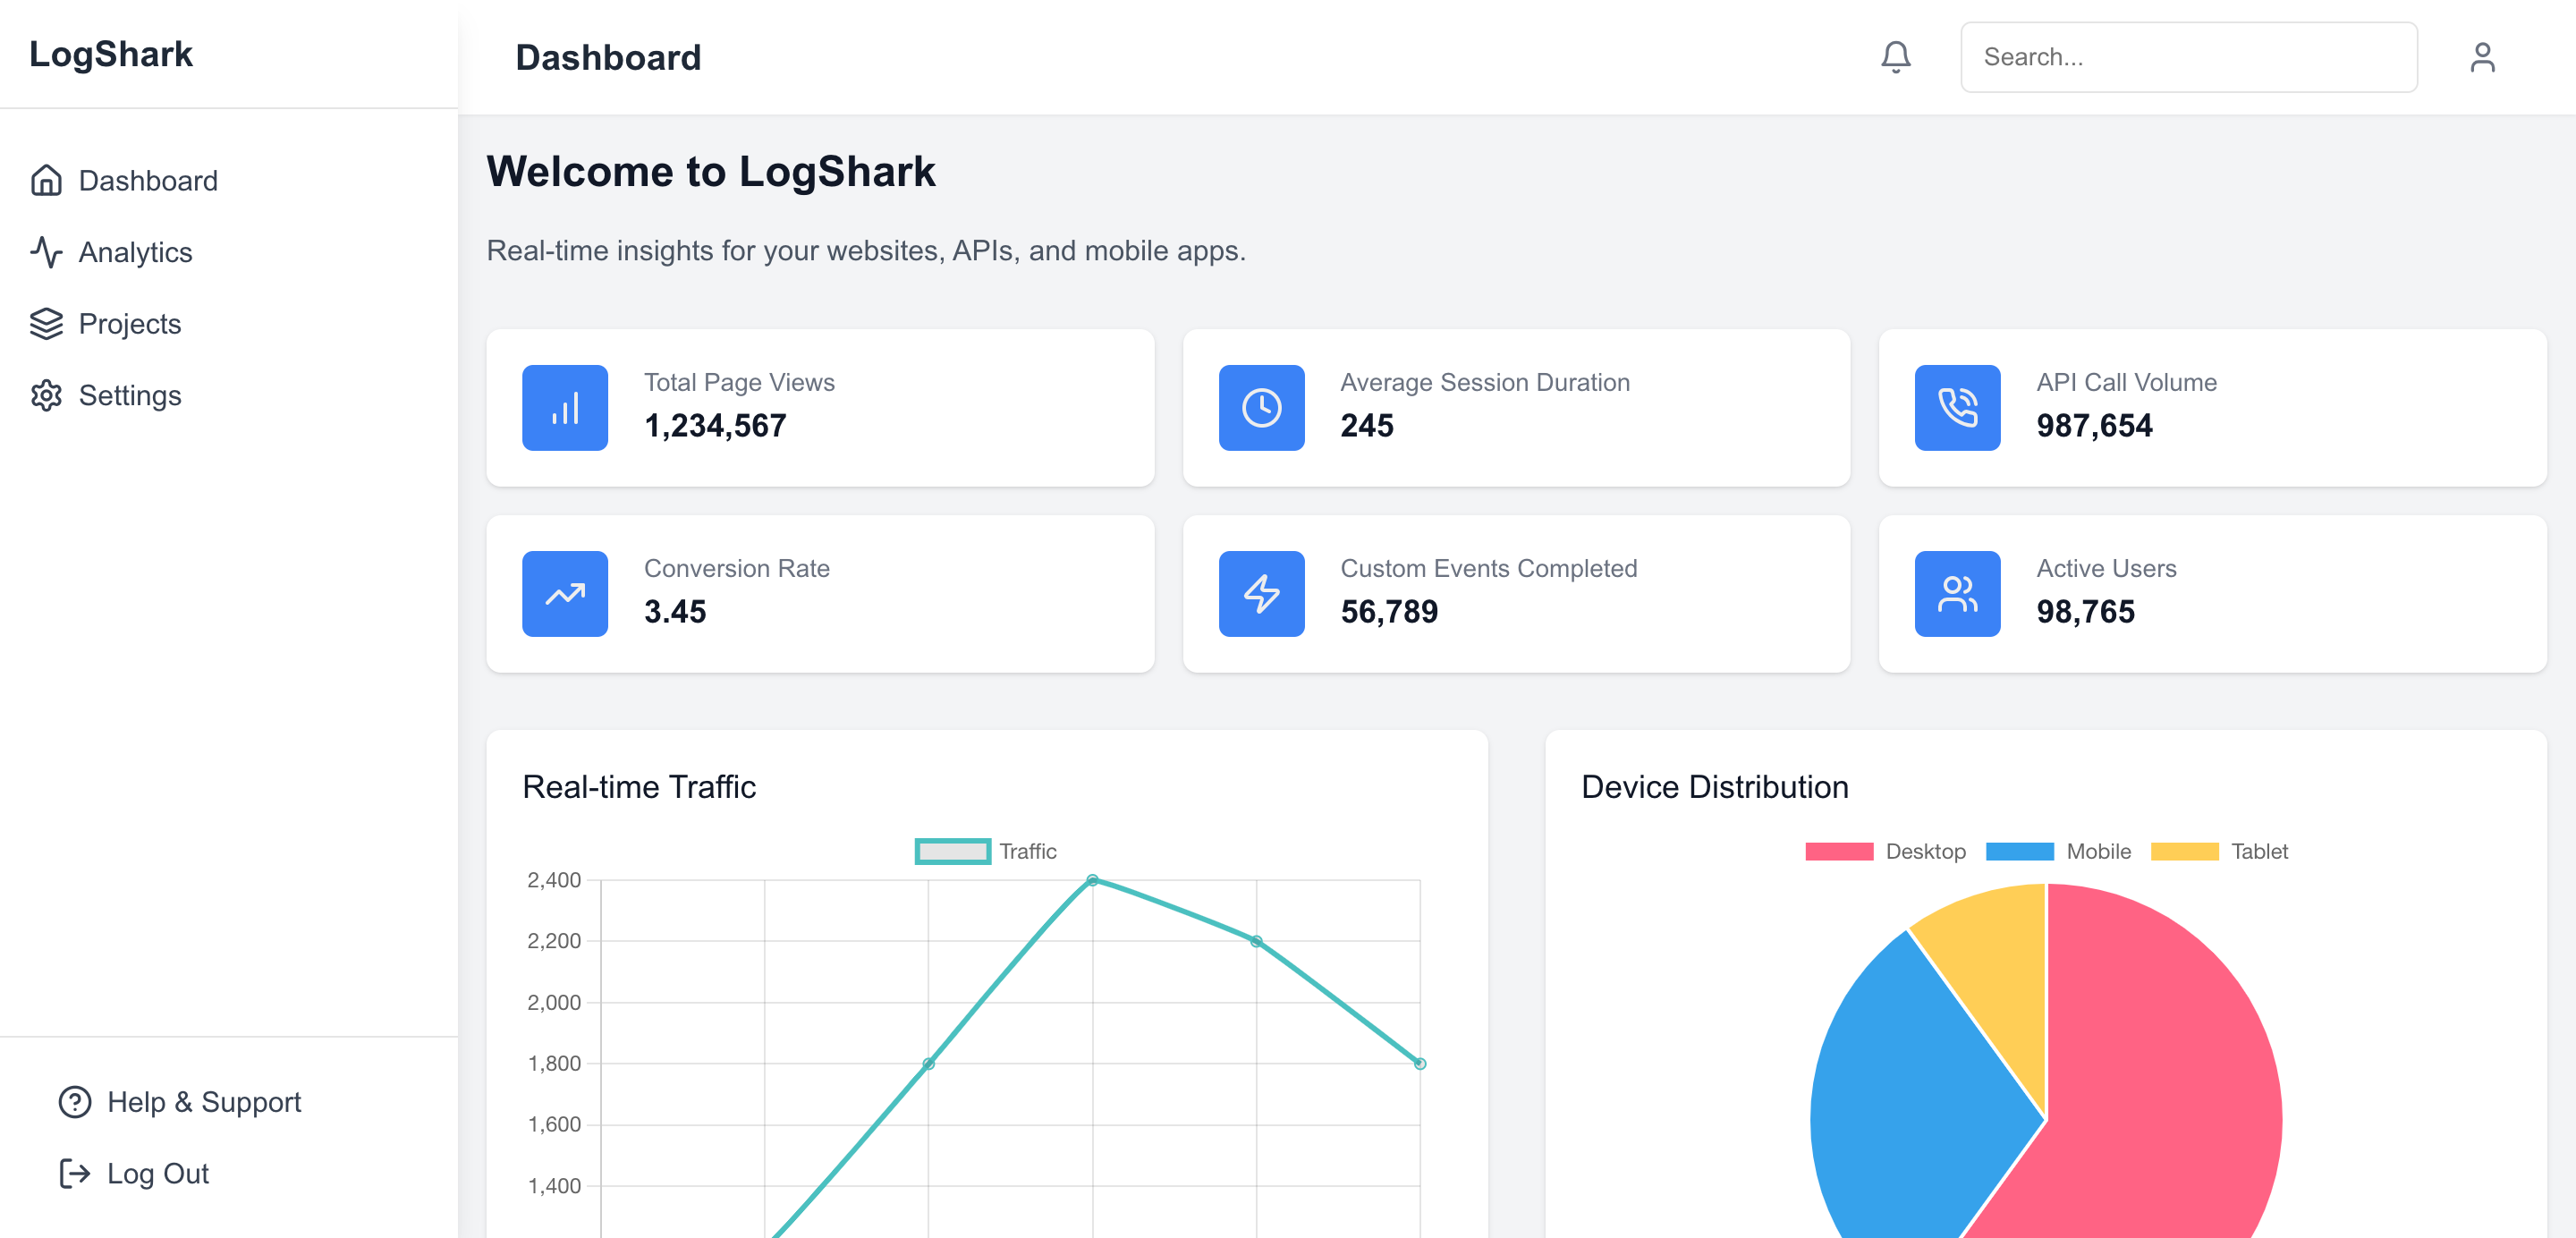 LogShark
Dashboard
Search...
Dashboard
Analytics
Projects
Settings
Help & Support
Log Out
Welcome to LogShark
Real-time insights for your websites, APIs, and mobile apps.
Total Page Views
1,234,567
Average Session Duration
245
API Call Volume
987,654
Conversion Rate
3.45
Custom Events Completed
56,789
Active Users
98,765
Real-time Traffic
Traffic
2,400
2,200
2,000
1,800
1,600
1,400
Device Distribution
Desktop Mobile Tablet